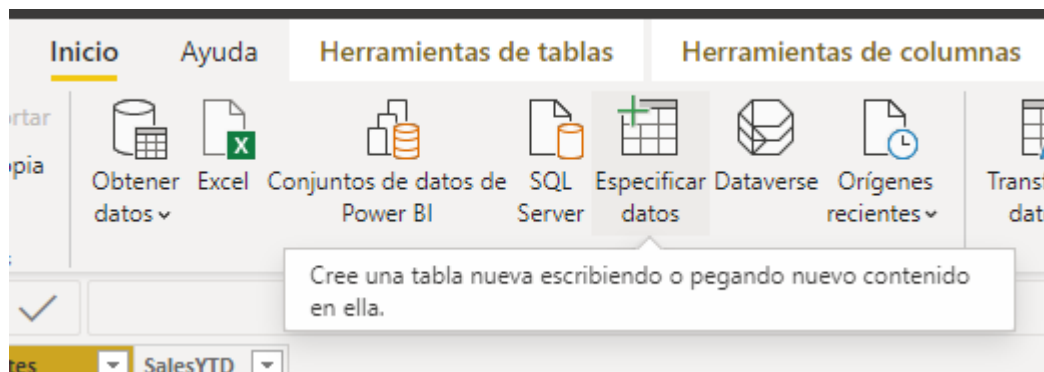 Inicio Ayuda Herramientas de tablas Herramientas de columnas
Obtener datos
Excel
Conjuntos de datos de Power BI
SQL Server
Especificar datos
Dataverse
Orígenes recientes
Cree una tabla nueva escribiendo o pegando nuevo contenido
en ella.
SalesYTD